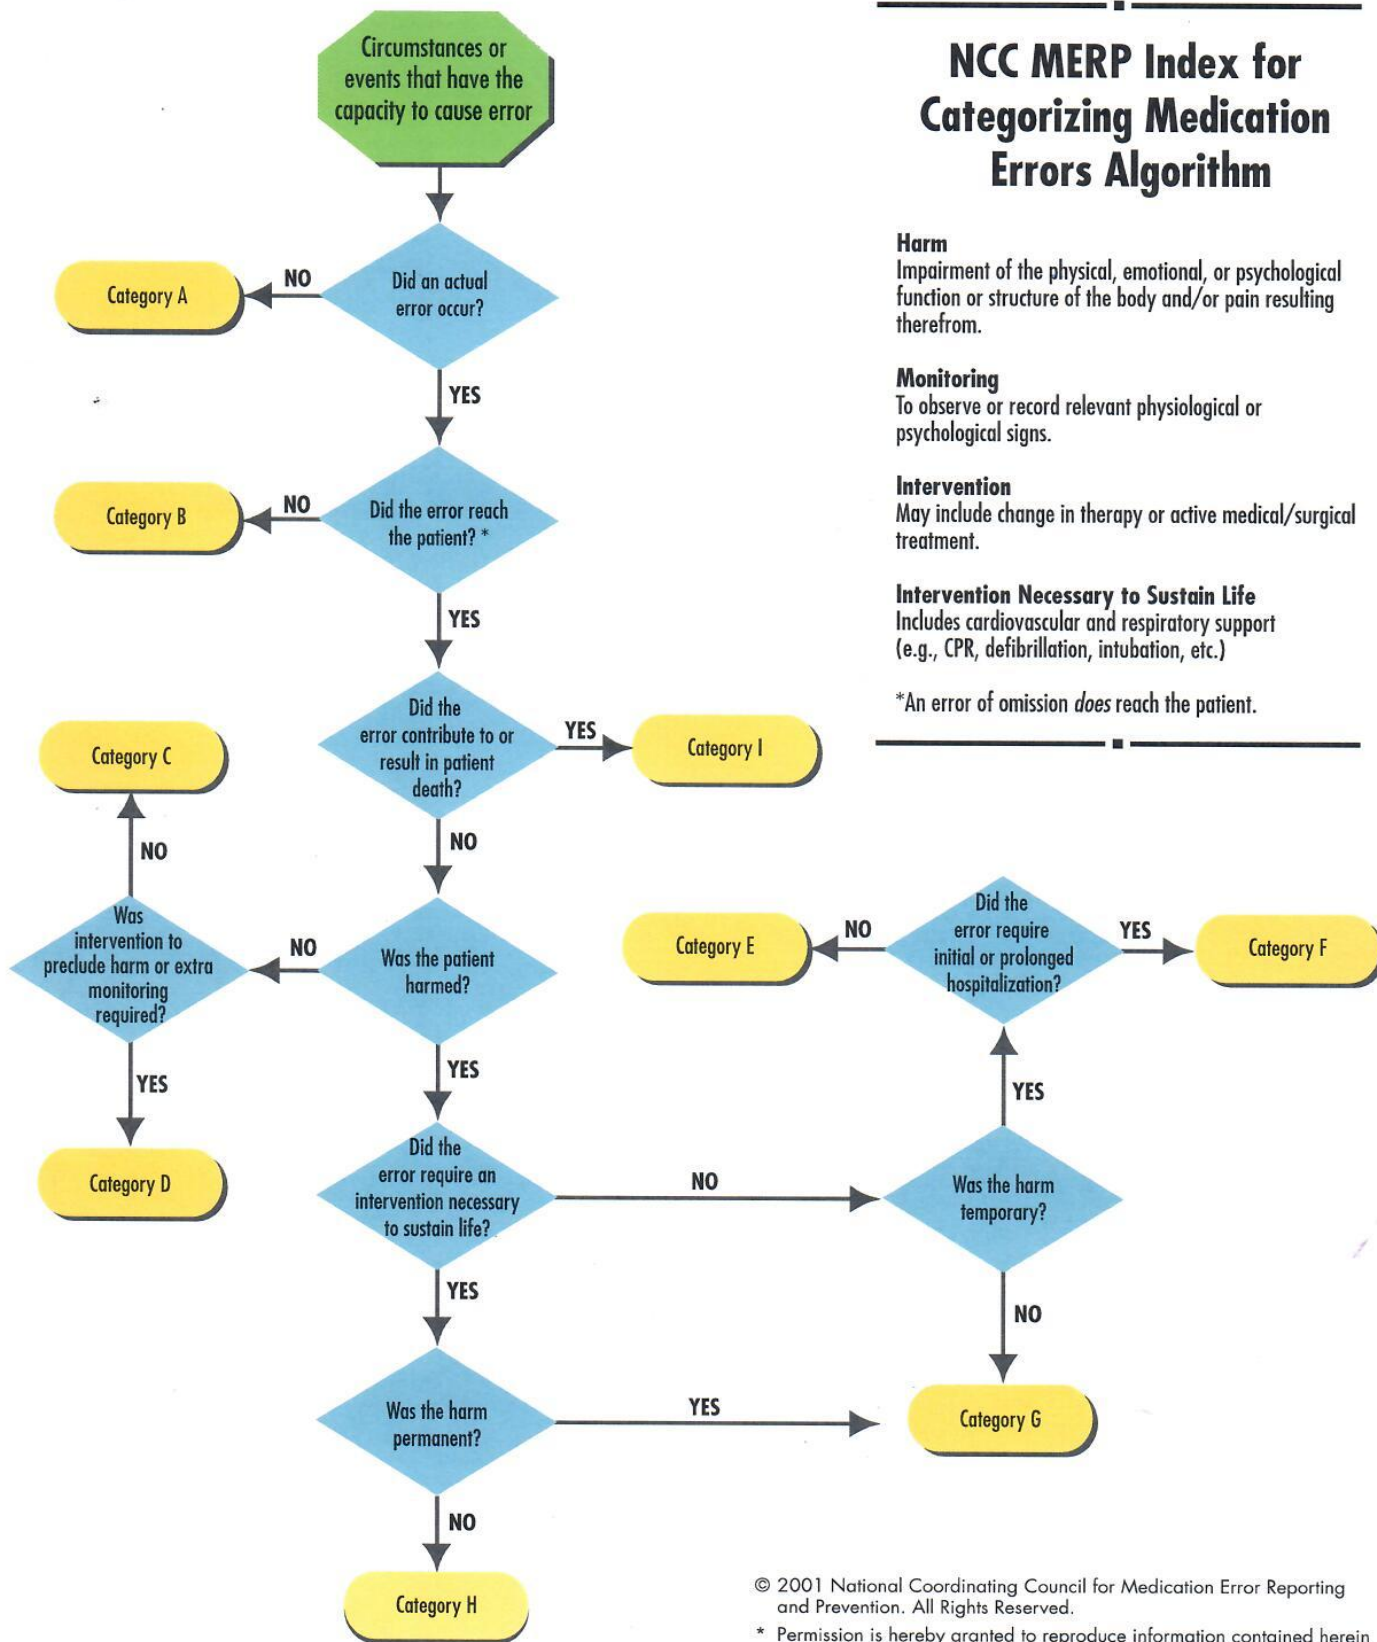 Circumstances or
events that have the
capacity to cause error
NCC MERP Index for
Categorizing Medication
Errors Algorithm
Harm
Impairment of the physical, emotional, or psychological
function or structure of the body and/or pain resulting
therefrom.
Monitoring
To observe or record relevant physiological or
psychological signs.
Intervention
May include change in therapy or active medical/surgical
treatment.
Intervention Necessary to Sustain Life
Includes cardiovascular and respiratory support
(e.g., CPR, defibrillation, intubation, etc.)
*An error of omission does reach the patient.
Did an actual
error occur?
NO
Category A
YES
Did the error reach
the patient? *
NO
Category B
YES
Did the
error contribute to or
result in patient
death?
YES
Category I
NO
Was the patient
harmed?
NO
Was
intervention to
preclude harm or extra
monitoring
required?
NO
Category C
YES
Category D
YES
Did the
error require an
intervention necessary
to sustain life?
NO
Was the harm
temporary?
YES
Did the
error require
initial or prolonged
hospitalization?
NO
Category E
YES
Category F
NO
Category G
YES
Was the harm
permanent?
YES
NO
Category H
© 2001 National Coordinating Council for Medication Error Reporting
and Prevention. All Rights Reserved.
* Permission is hereby granted to reproduce information contained herein